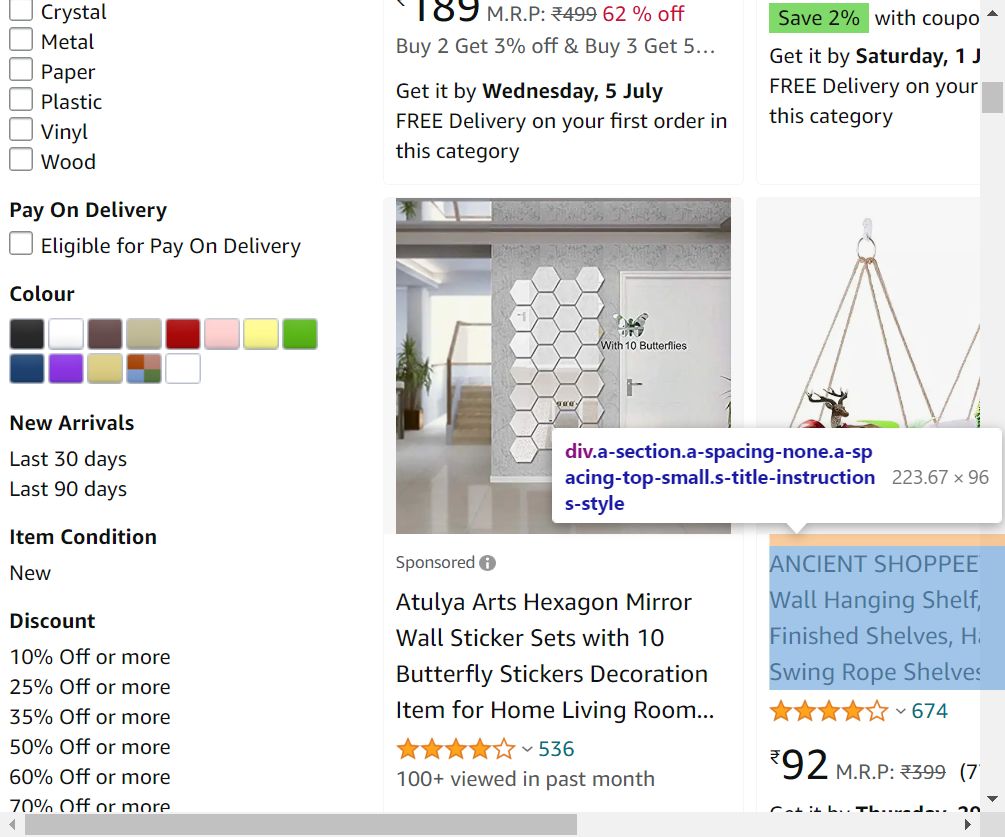 Crystal
Metal
Paper
Plastic
Vinyl
Wood
Pay On Delivery
Eligible for Pay On Delivery
Colour
New Arrivals
Last 30 days
Last 90 days
Item Condition
New
Discount
10% Off or more
25% Off or more
35% Off or more
50% Off or more
60% Off or more
70% Off or more
₹189 M.R.P: ₹499 62 % off
Buy 2 Get 3% off & Buy 3 Get 5…
Get it by Wednesday, 5 July
FREE Delivery on your first order in
this category
With 10 Butterflies
Sponsored
Atulya Arts Hexagon Mirror
Wall Sticker Sets with 10
Butterfly Stickers Decoration
Item for Home Living Room...
536
100+ viewed in past month
Save 2% with coupo
Get it by Saturday, 1 J
FREE Delivery on your
this category
div.a-section.a-spacing-none.a-sp
acing-top-small.s-title-instruction
s-style
223.67 × 96
ANCIENT SHOPPEE
Wall Hanging Shelf,
Finished Shelves, Ha
Swing Rope Shelves
674
₹92 M.R.P: ₹399 (7
Get it by Thursday, 29